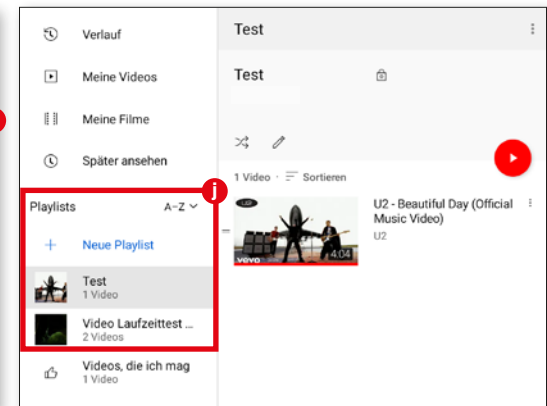 Verlauf
Meine Videos
Meine Filme
Später ansehen
Playlists A–Z
j
Neue Playlist
Test
1 Video
Video Laufzeittest ...
2 Videos
Videos, die ich mag
1 Video
Test
Test
1 Video · Sortieren
U2
vevo
4:04
U2 - Beautiful Day (Official
Music Video)
U2